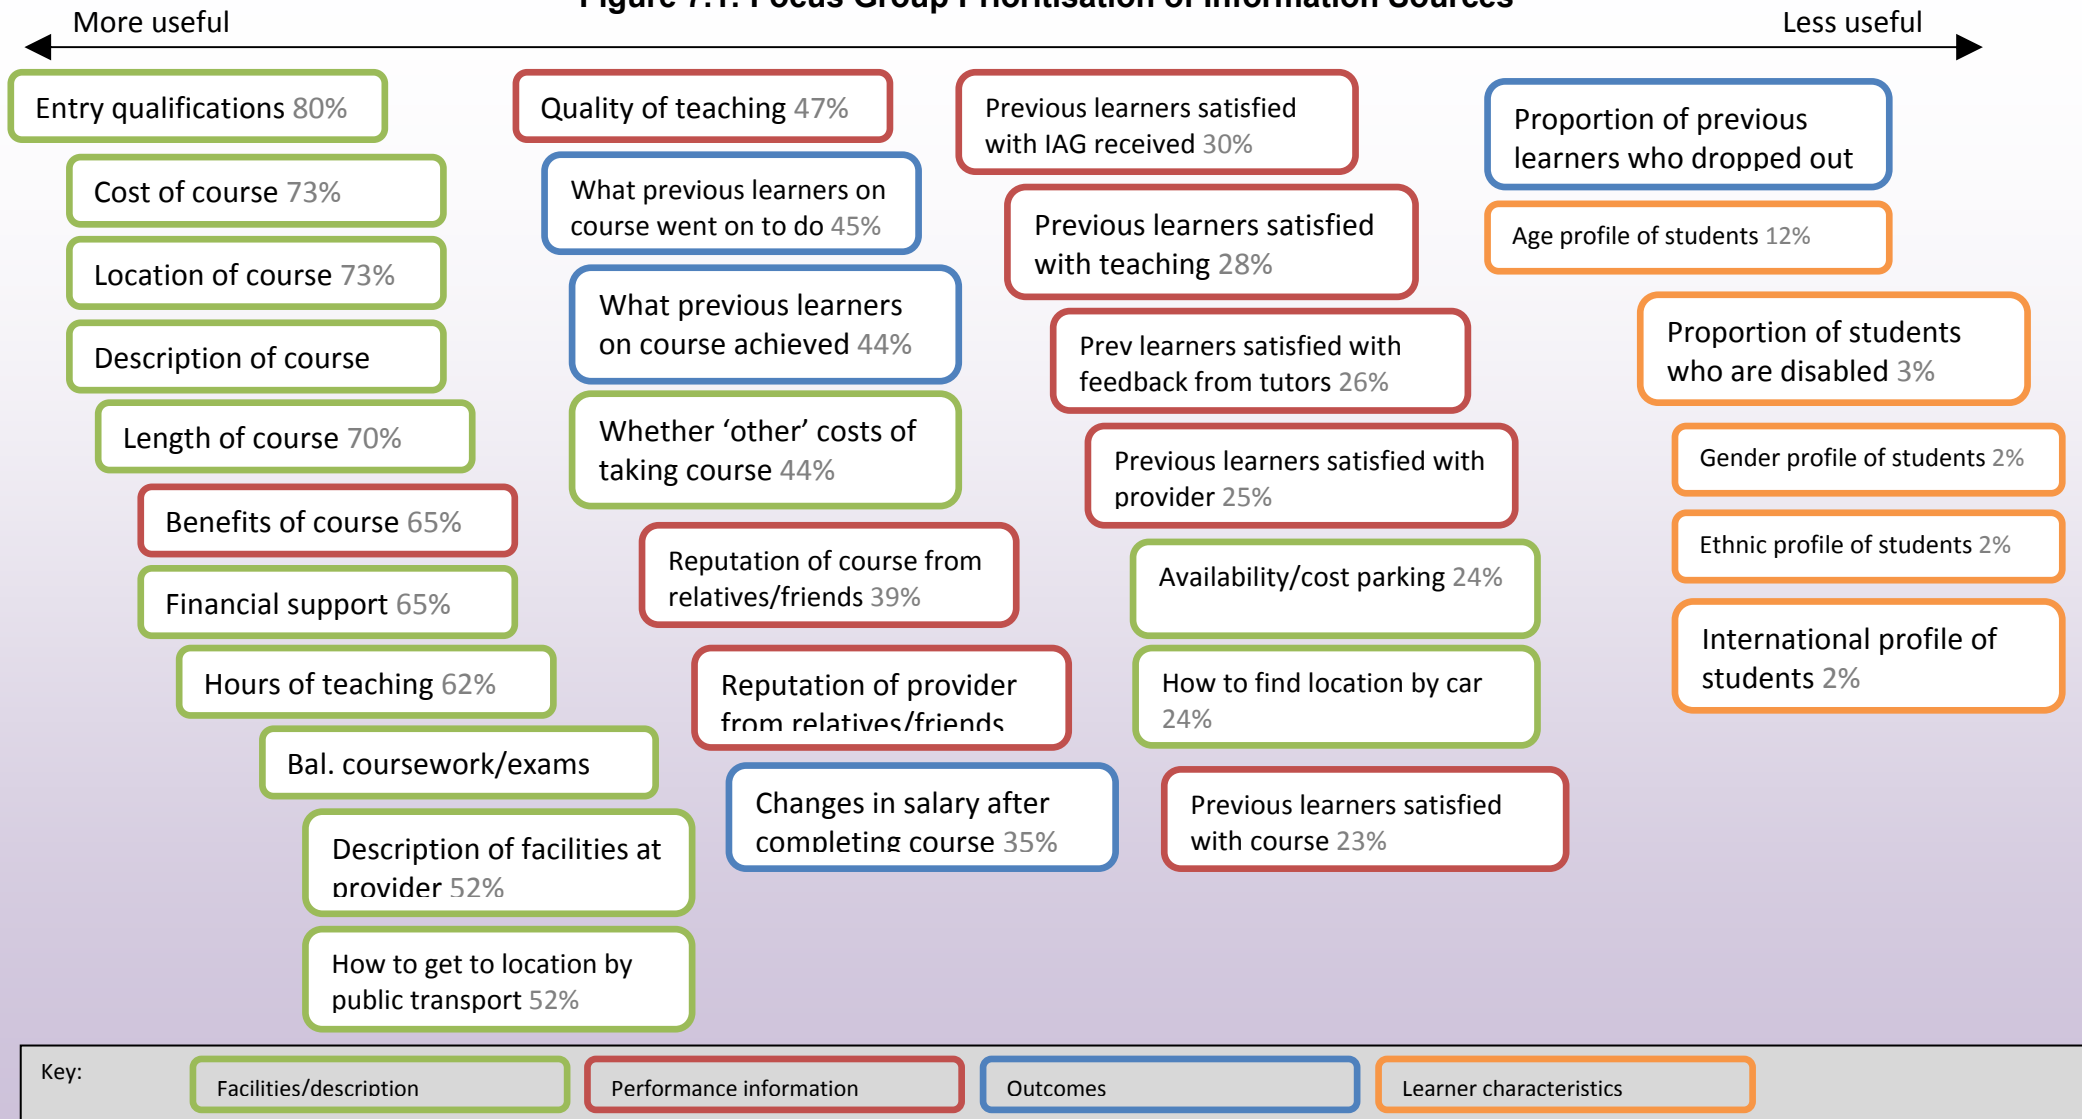 Figure 7.1: Focus Group Prioritisation of Information Sources
More useful
Less useful
Entry qualifications 80%
Cost of course 73%
Location of course 73%
Description of course
Length of course 70%
Benefits of course 65%
Financial support 65%
Hours of teaching 62%
Bal. coursework/exams
Description of facilities at
provider 52%
How to get to location by
public transport 52%
Quality of teaching 47%
What previous learners on
course went on to do 45%
What previous learners
on course achieved 44%
Whether ‘other’ costs of
taking course 44%
Reputation of course from
relatives/friends 39%
Reputation of provider
from relatives/friends
Changes in salary after
completing course 35%
Previous learners satisfied
with IAG received 30%
Previous learners satisfied
with teaching 28%
Prev learners satisfied with
feedback from tutors 26%
Previous learners satisfied with
provider 25%
Availability/cost parking 24%
How to find location by car
24%
Previous learners satisfied
with course 23%
Proportion of previous
learners who dropped out
Age profile of students 12%
Proportion of students
who are disabled 3%
Gender profile of students 2%
Ethnic profile of students 2%
International profile of
students 2%
Key:
Facilities/description
Performance information
Outcomes
Learner characteristics